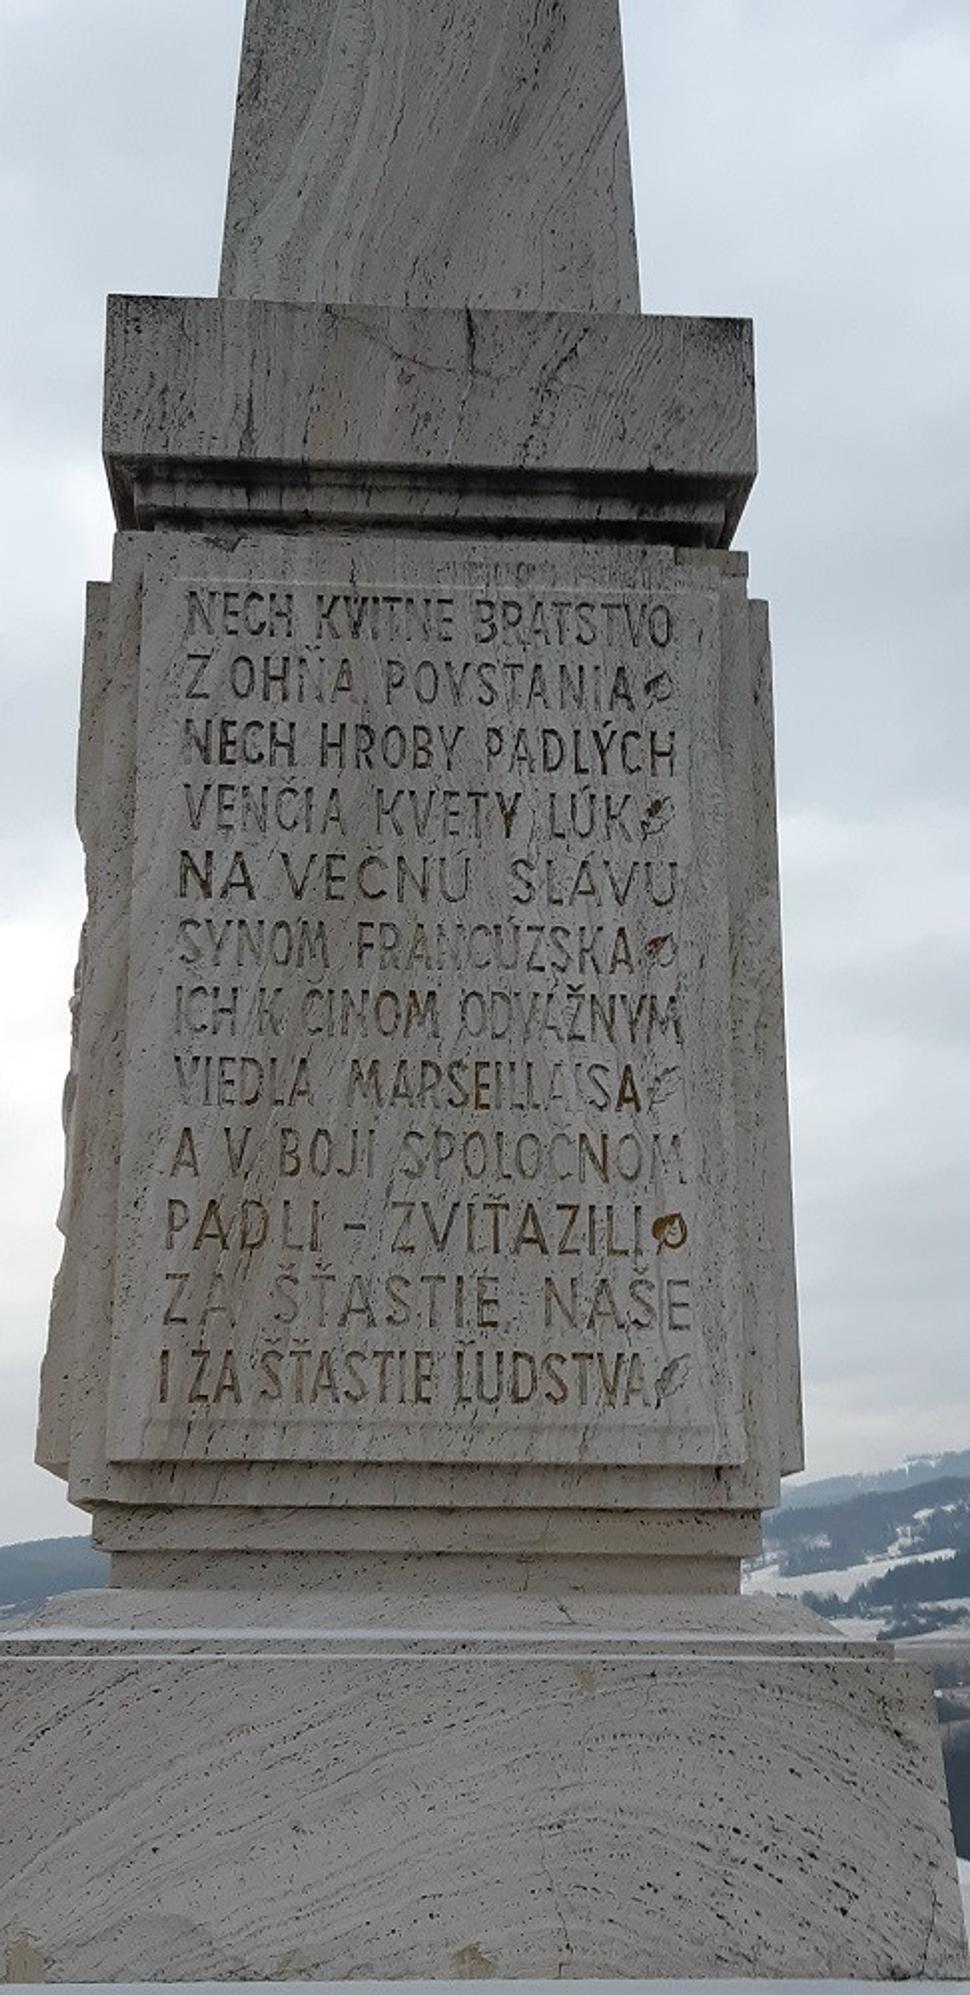 NECH KVITNE BRATSTVO
Z OHŇA POVSTANIA
NECH HROBY PADLÝCH
VENČIA KVETY LÚK
NA VEČNÚ SLÁVU
SYNOM FRANCÚZSKA
ICH K ČINOM ODVÁŽNYM
VIEDLA MARSEILLAISA
A V BOJI SPOLOČNOM
PADLI - ZVÍŤAZILI
ZA ŠŤASTIE NAŠE
I ZA ŠŤASTIE ĽUDSTVA